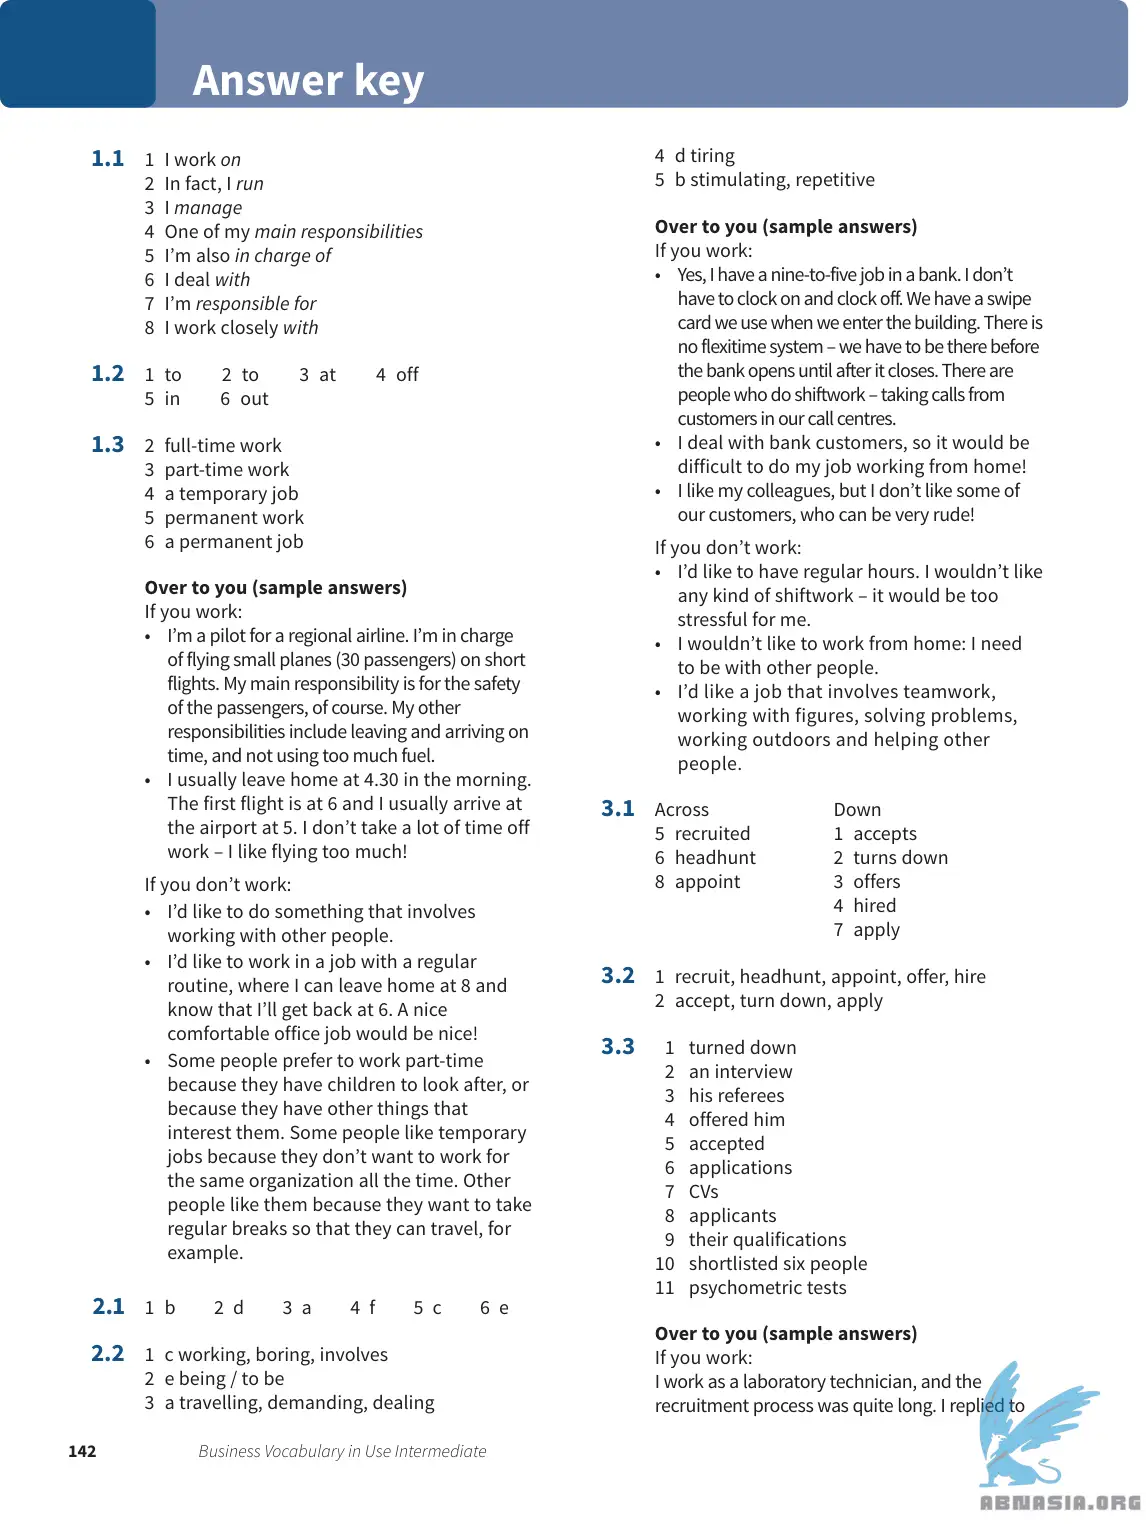 Answer key
1.1 1 I work on
2 In fact, I run
3 I manage
4 One of my main responsibilities
5 I’m also in charge of
6 I deal with
7 I’m responsible for
8 I work closely with
1.2 1 to 2 to 3 at 4 off
5 in 6 out
1.3 2 full-time work
3 part-time work
4 a temporary job
5 permanent work
6 a permanent job
Over to you (sample answers)
If you work:
• I’m a pilot for a regional airline. I’m in charge
of flying small planes (30 passengers) on short
flights. My main responsibility is for the safety
of the passengers, of course. My other
responsibilities include leaving and arriving on
time, and not using too much fuel.
• I usually leave home at 4.30 in the morning.
The first flight is at 6 and I usually arrive at
the airport at 5. I don’t take a lot of time off
work – I like flying too much!
If you don’t work:
• I’d like to do something that involves
working with other people.
• I’d like to work in a job with a regular
routine, where I can leave home at 8 and
know that I’ll get back at 6. A nice
comfortable office job would be nice!
• Some people prefer to work part-time
because they have children to look after, or
because they have other things that
interest them. Some people like temporary
jobs because they don’t want to work for
the same organization all the time. Other
people like them because they want to take
regular breaks so that they can travel, for
example.
2.1 1 b 2 d 3 a 4 f 5 c 6 e
2.2 1 c working, boring, involves
2 e being / to be
3 a travelling, demanding, dealing
4 d tiring
5 b stimulating, repetitive
Over to you (sample answers)
If you work:
• Yes, I have a nine-to-five job in a bank. I don’t
have to clock on and clock off. We have a swipe
card we use when we enter the building. There is
no flexitime system – we have to be there before
the bank opens until after it closes. There are
people who do shiftwork – taking calls from
customers in our call centres.
• I deal with bank customers, so it would be
difficult to do my job working from home!
• I like my colleagues, but I don’t like some of
our customers, who can be very rude!
If you don’t work:
• I’d like to have regular hours. I wouldn’t like
any kind of shiftwork – it would be too
stressful for me.
• I wouldn’t like to work from home: I need
to be with other people.
• I’d like a job that involves teamwork,
working with figures, solving problems,
working outdoors and helping other
people.
3.1 Across Down
5 recruited 1 accepts
6 headhunt 2 turns down
8 appoint 3 offers
4 hired
7 apply
3.2 1 recruit, headhunt, appoint, offer, hire
2 accept, turn down, apply
3.3 1 turned down
2 an interview
3 his referees
4 offered him
5 accepted
6 applications
7 CVs
8 applicants
9 their qualifications
10 shortlisted six people
11 psychometric tests
Over to you (sample answers)
If you work:
I work as a laboratory technician, and the
recruitment process was quite long. I replied to
142 Business Vocabulary in Use Intermediate
ABNASIA.ORG